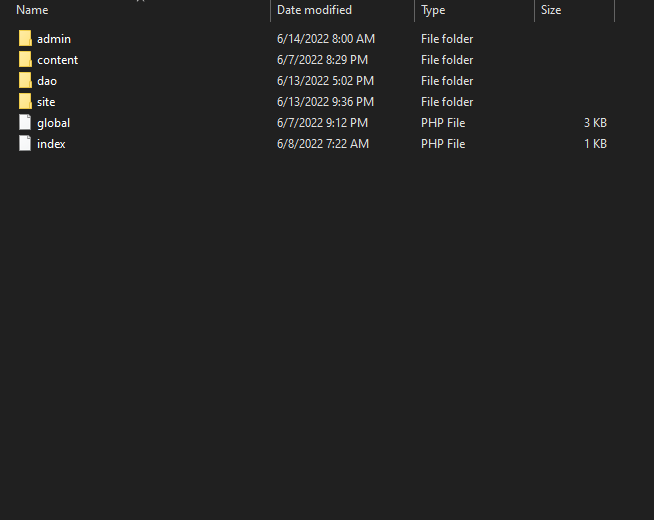 Name Date modified Type Size
admin 6/14/2022 8:00 AM File folder
content 6/7/2022 8:29 PM File folder
dao 6/13/2022 5:02 PM File folder
site 6/13/2022 9:36 PM File folder
global 6/7/2022 9:12 PM PHP File 3 KB
index 6/8/2022 7:22 AM PHP File 1 KB